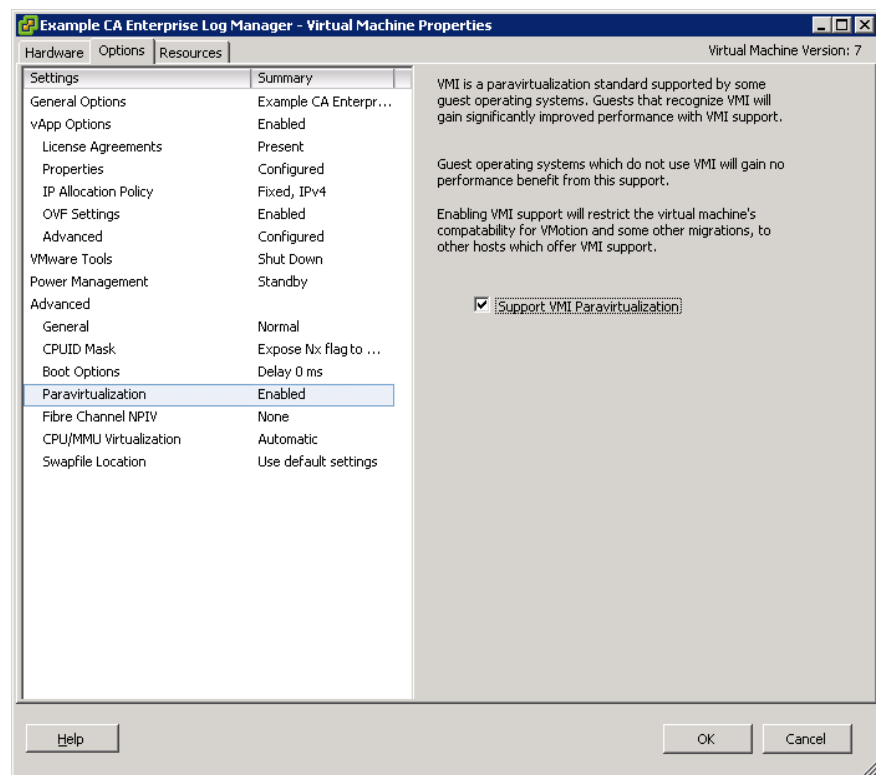 Example CA Enterprise Log Manager - Virtual Machine Properties
Hardware Options Resources Virtual Machine Version: 7
Settings Summary
General Options Example CA Enterpr...
vApp Options Enabled
License Agreements Present
Properties Configured
IP Allocation Policy Fixed, IPv4
OVF Settings Enabled
Advanced Configured
VMware Tools Shut Down
Power Management Standby
Advanced
General Normal
CPUID Mask Expose Nx flag to ...
Boot Options Delay 0 ms
Paravirtualization Enabled
Fibre Channel NPIV None
CPU/MMU Virtualization Automatic
Swapfile Location Use default settings
VMI is a paravirtualization standard supported by some
guest operating systems. Guests that recognize VMI will
gain significantly improved performance with VMI support.
Guest operating systems which do not use VMI will gain no
performance benefit from this support.
Enabling VMI support will restrict the virtual machine's
compatability for VMotion and some other migrations, to
other hosts which offer VMI support.
Support VMI Paravirtualization
Help OK Cancel